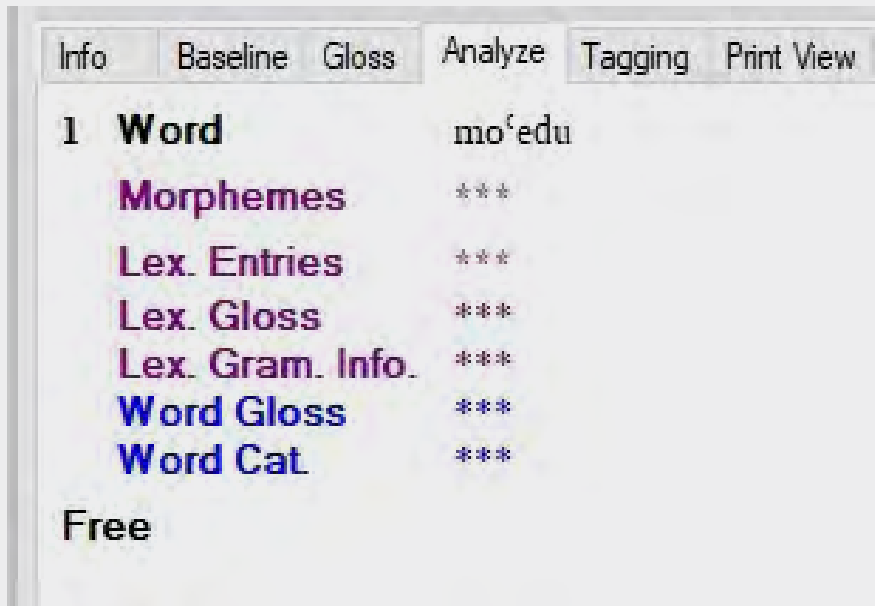 Info Baseline Gloss Analyze Tagging Print View
1 Word moʿedu
Morphemes ***
Lex. Entries ***
Lex. Gloss ***
Lex. Gram. Info. ***
Word Gloss ***
Word Cat. ***
Free